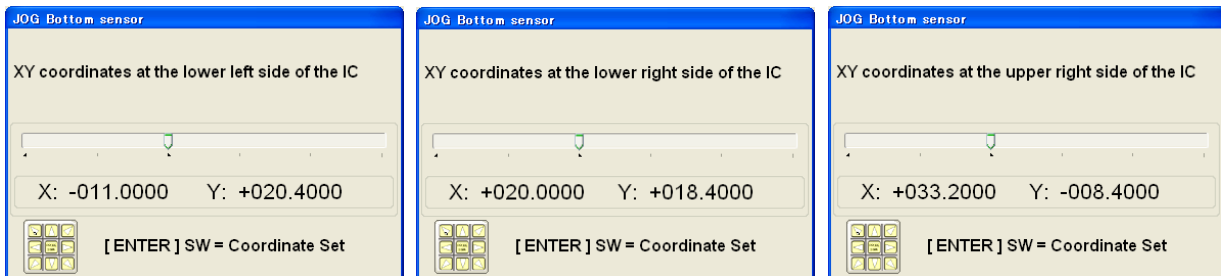 JOG Bottom sensor
XY coordinates at the lower left side of the IC
X: -011.0000 Y: +020.4000
[ ENTER ] SW = Coordinate Set
JOG Bottom sensor
XY coordinates at the lower right side of the IC
X: +020.0000 Y: +018.4000
[ ENTER ] SW = Coordinate Set
JOG Bottom sensor
XY coordinates at the upper right side of the IC
X: +033.2000 Y: -008.4000
[ ENTER ] SW = Coordinate Set